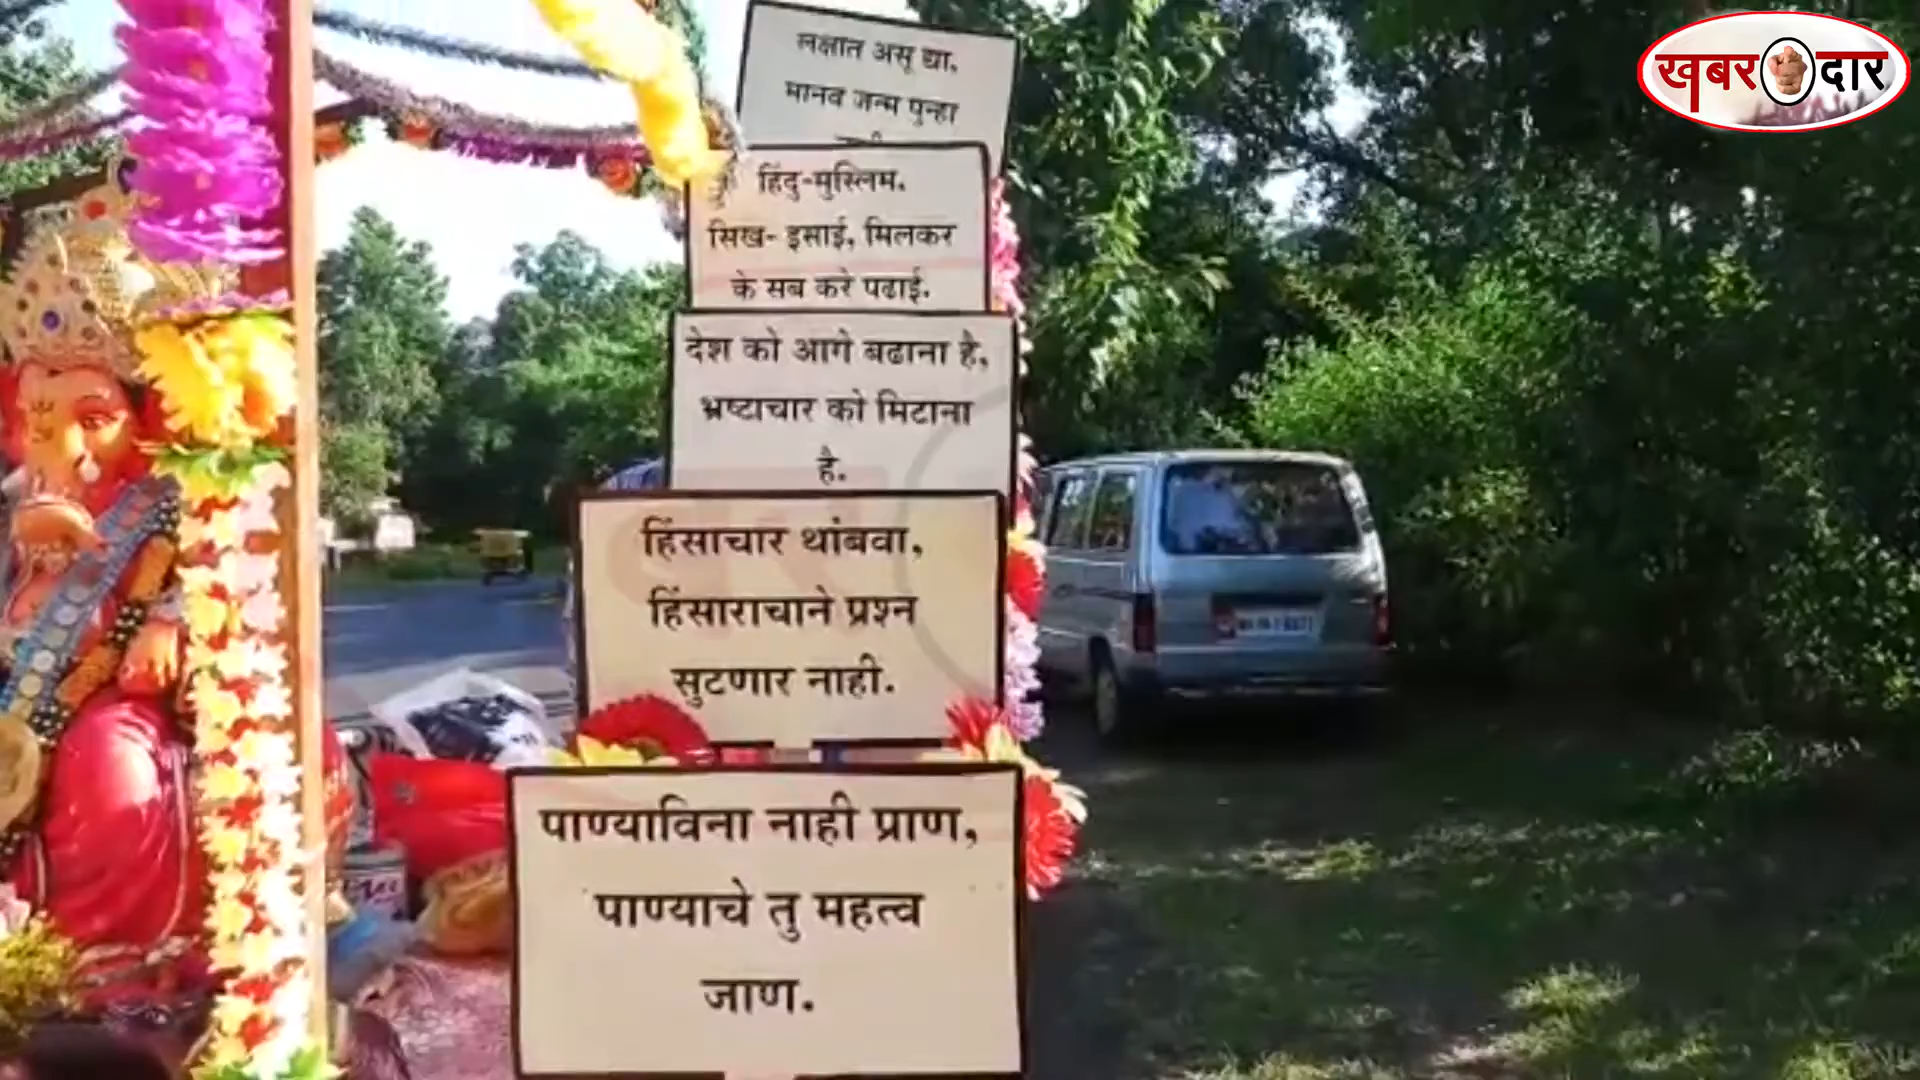 खबरदार
लक्षात असू द्या,
मानव जन्म पुन्हा
हिंदु-मुस्लिम.
सिख- इसाई, मिलकर
के सब करे पढाई.
देश को आगे बढाना है,
भ्रष्टाचार को मिटाना
है.
हिंसाचार थांबवा,
हिंसाराचाने प्रश्न
सुटणार नाही.
पाण्याविना नाही प्राण,
पाण्याचे तु महत्व
जाण.